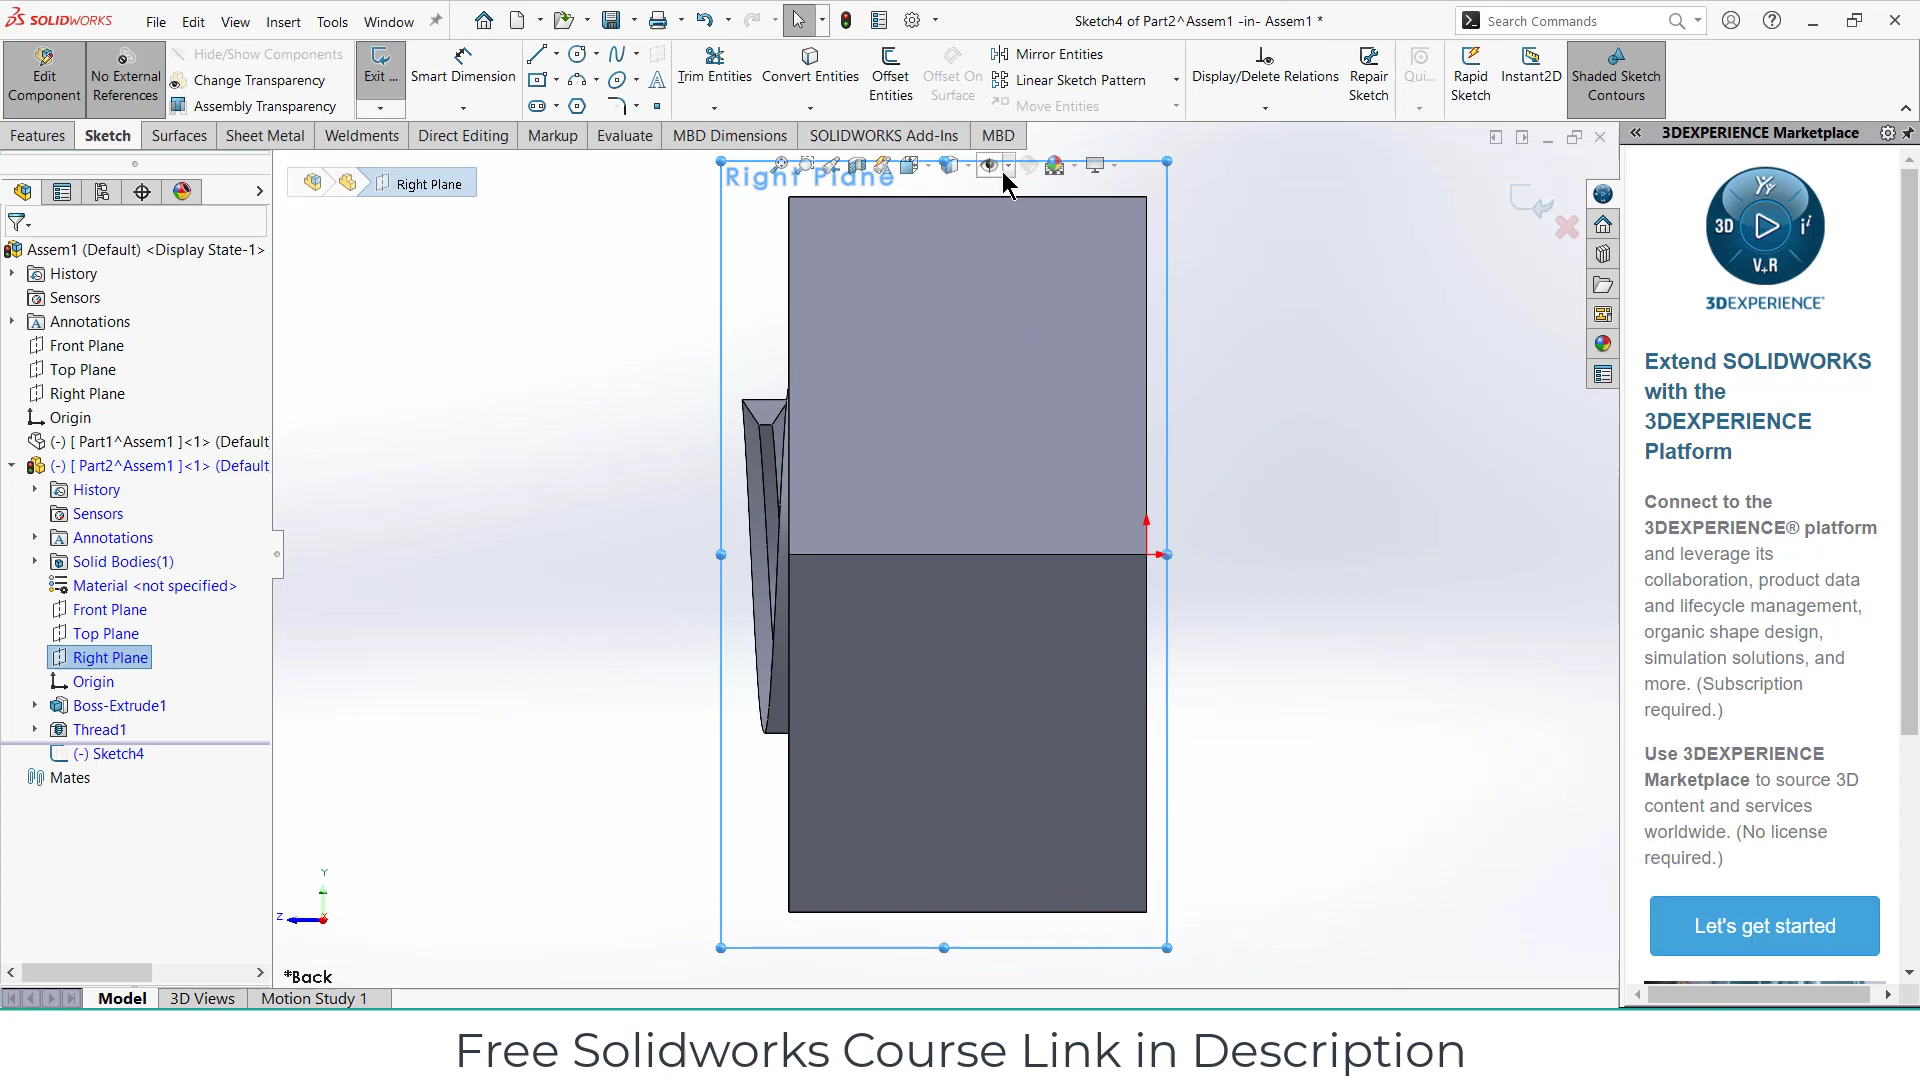 SOLIDWORKS
File Edit View Insert Tools Window
Sketch4 of Part2^Assem1 -in- Assem1 *
Search Commands
Edit Component
No External References
Hide/Show Components
Change Transparency
Assembly Transparency
Exit ...
Smart Dimension
Trim Entities
Convert Entities
Offset Entities
Offset On Surface
Mirror Entities
Linear Sketch Pattern
Move Entities
Display/Delete Relations
Repair Sketch
Qui...
Rapid Sketch
Instant2D
Shaded Sketch Contours
Features Sketch Surfaces Sheet Metal Weldments Direct Editing Markup Evaluate MBD Dimensions SOLIDWORKS Add-Ins MBD
3DEXPERIENCE Marketplace
Right Plane
Right Plane
Assem1 (Default) <Display State-1>
History
Sensors
Annotations
Front Plane
Top Plane
Right Plane
Origin
(-) [ Part1^Assem1 ]<1> (Default
(-) [ Part2^Assem1 ]<1> (Default
History
Sensors
Annotations
Solid Bodies(1)
Material <not specified>
Front Plane
Top Plane
Right Plane
Origin
Boss-Extrude1
Thread1
(-) Sketch4
Mates
Y
Z
*Back
Model 3D Views Motion Study 1
3D
V+R
3DEXPERIENCE
Extend SOLIDWORKS
with the
3DEXPERIENCE
Platform
Connect to the
3DEXPERIENCE® platform
and leverage its
collaboration, product data
and lifecycle management,
organic shape design,
simulation solutions, and
more. (Subscription
required.)
Use 3DEXPERIENCE
Marketplace to source 3D
content and services
worldwide. (No license
required.)
Let's get started
Free Solidworks Course Link in Description